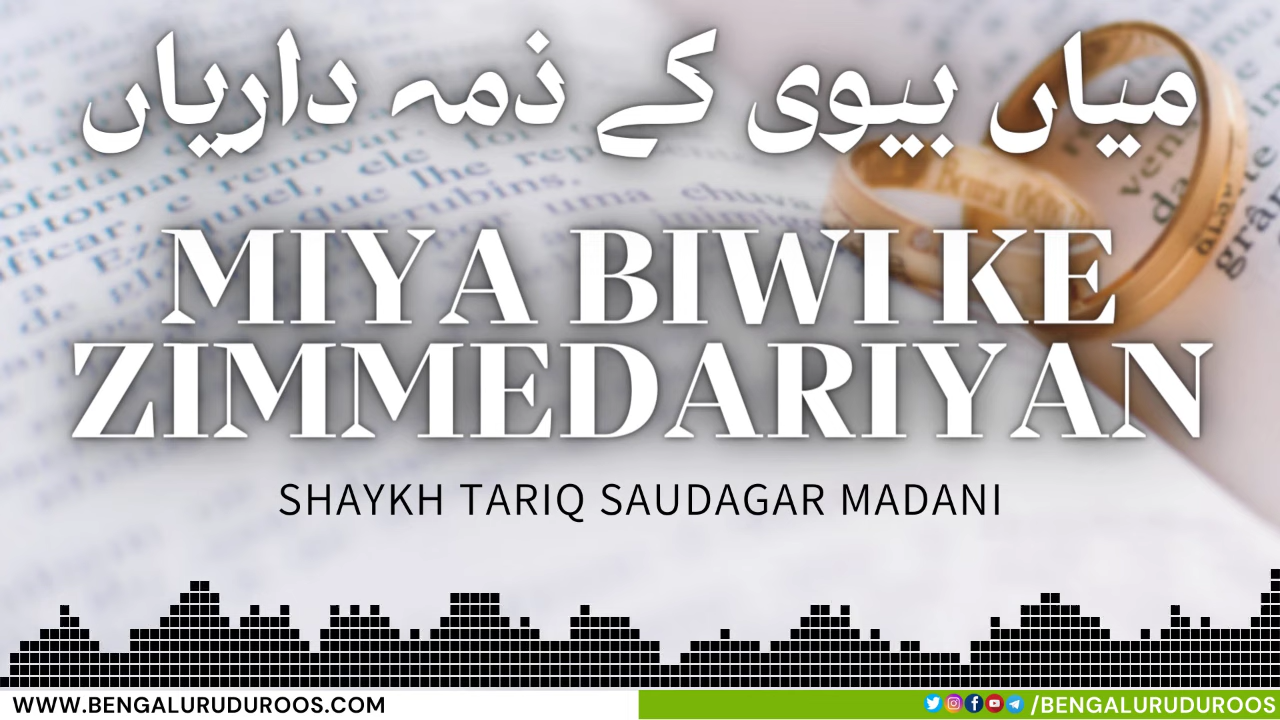 میاں بیوی کے ذمہ داریاں
MIYA BIWI KE
ZIMMEDARIYAN
SHAYKH TARIQ SAUDAGAR MADANI
WWW.BENGALURUDUROOS.COM
/BENGALURUDUROOS